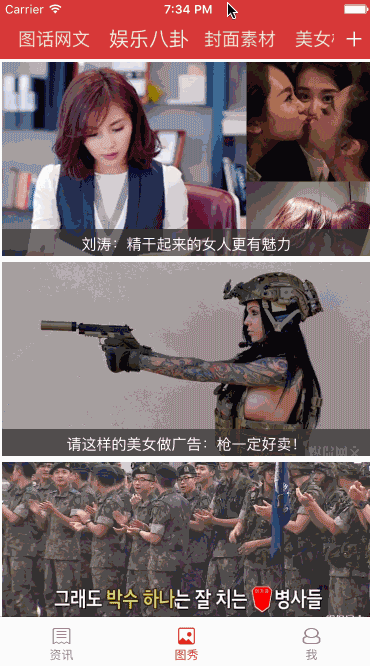 Carrier 7:34 PM
图话网文 娱乐八卦 封面素材 美女
刘涛：精干起来的女人更有魅力
请这样的美女做广告：枪一定好卖！
그래도 박수 하나는 잘 치는 병사들
资讯 图秀 我